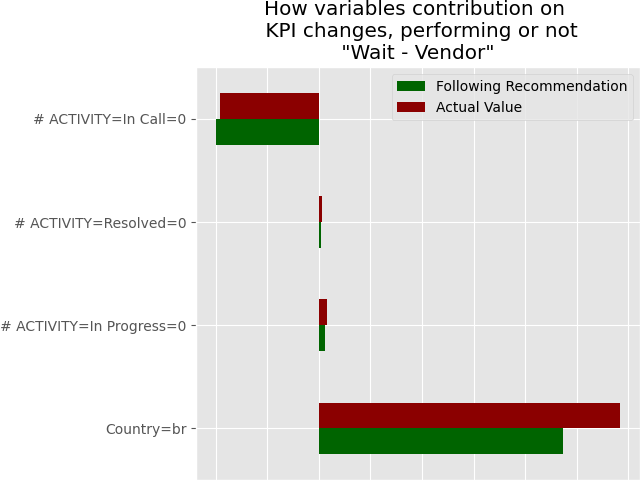 How variables contribution on
KPI changes, performing or not
"Wait - Vendor"
Following Recommendation
Actual Value
# ACTIVITY=In Call=0
# ACTIVITY=Resolved=0
# ACTIVITY=In Progress=0
Country=br